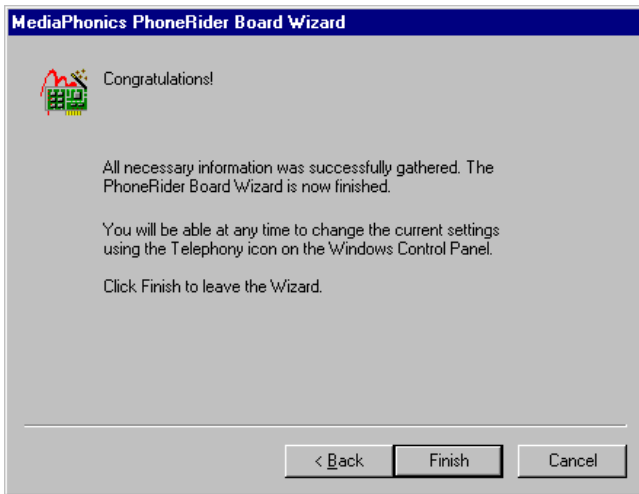 MediaPhonics PhoneRider Board Wizard
Congratulations!
All necessary information was successfully gathered. The
PhoneRider Board Wizard is now finished.
You will be able at any time to change the current settings
using the Telephony icon on the Windows Control Panel.
Click Finish to leave the Wizard.
< Back
Finish
Cancel